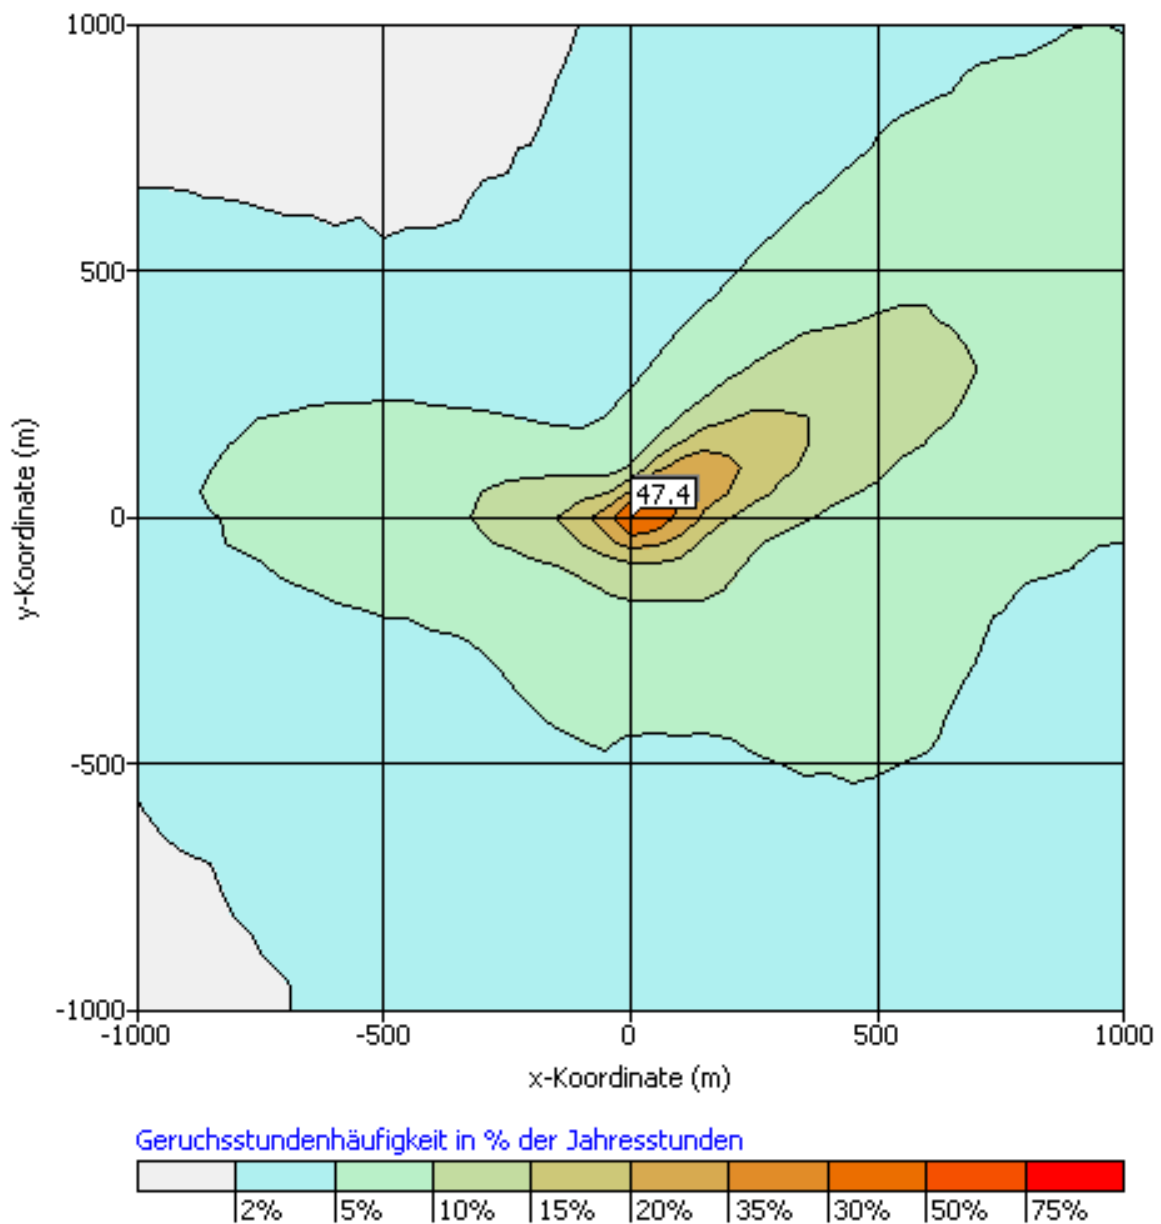 1000
500
0
-500
-1000
y-Koordinate (m)
47.4
-1000 -500 0 500 1000
x-Koordinate (m)
Geruchsstundenhäufigkeit in % der Jahresstunden
2% 5% 10% 15% 20% 35% 30% 50% 75%